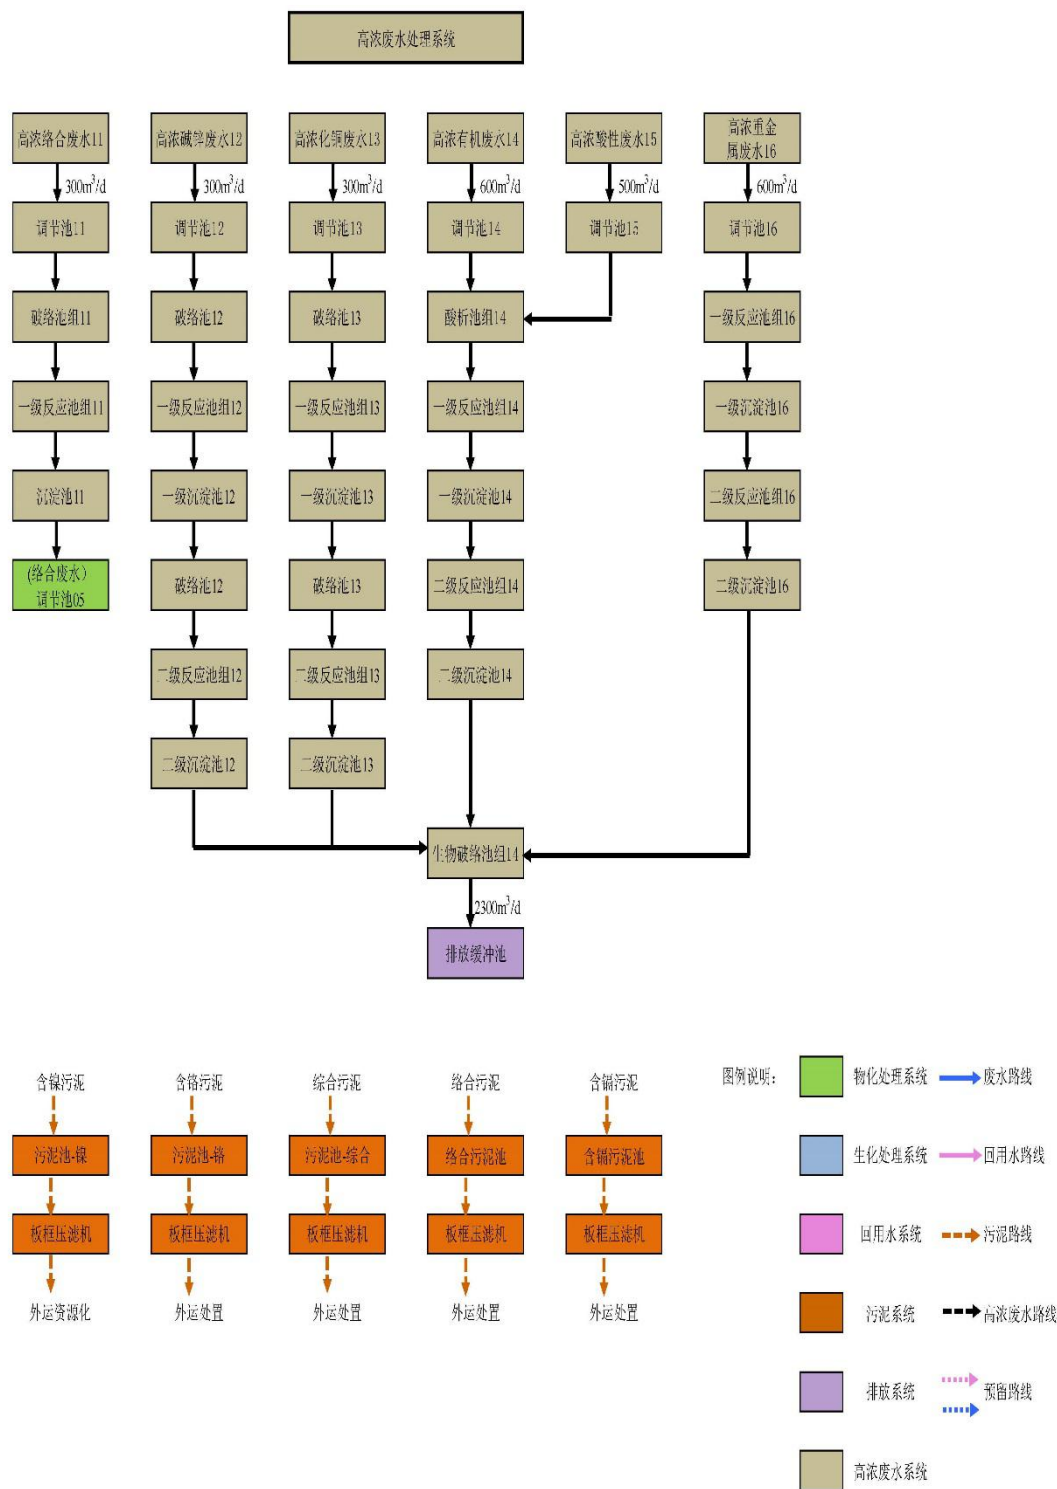 高浓废水处理系统
高浓络合废水11
高浓碱锌废水12
高浓化铜废水13
高浓有机废水14
高浓酸性废水15
高浓重金
属废水16
300m³/d
300m³/d
300m³/d
600m³/d
500m³/d
600m³/d
调节池11
调节池12
调节池13
调节池14
调节池15
调节池16
破络池组11
破络池12
破络池13
酸析池组14
一级反应池组16
一级反应池组11
一级反应池组12
一级反应池组13
一级反应池组14
一级沉淀池16
沉淀池11
一级沉淀池12
一级沉淀池13
一级沉淀池14
二级反应池组16
(络合废水)
调节池05
破络池12
破络池13
二级反应池组14
二级沉淀池16
二级反应池组12
二级反应池组13
二级沉淀池14
二级沉淀池12
二级沉淀池13
生物破络池组14
2300m³/d
排放缓冲池
含镍污泥
含铬污泥
综合污泥
络合污泥
含镉污泥
污泥池-镍
污泥池-铬
污泥池-综合
络合污泥池
含镉污泥池
板框压滤机
板框压滤机
板框压滤机
板框压滤机
板框压滤机
外运资源化
外运处置
外运处置
外运处置
外运处置
图例说明:
物化处理系统
废水路线
生化处理系统
回用水路线
回用水系统
污泥路线
污泥系统
高浓废水路线
排放系统
预留路线
高浓废水系统